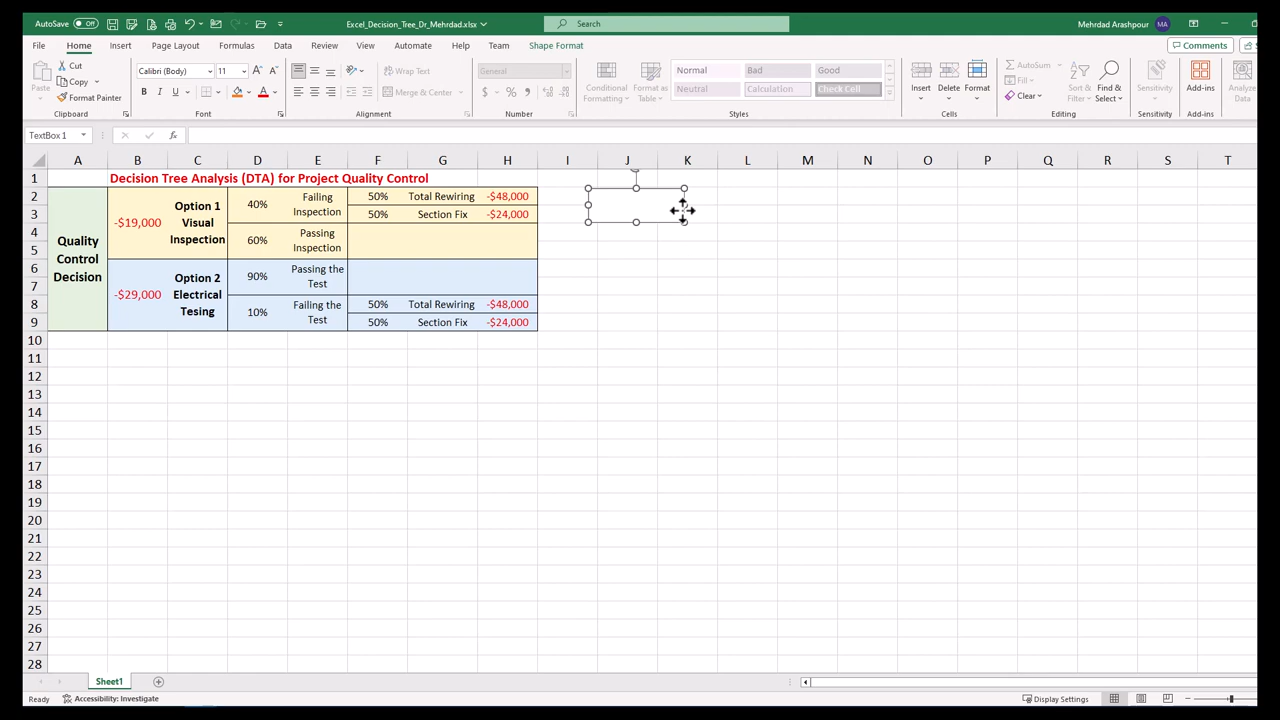 AutoSave Off Excel_Decision_Tree_Dr_Mehrdad.xlsx Search Mehrdad Arashpour MA
File Home Insert Page Layout Formulas Data Review View Automate Help Team Shape Format Comments
Paste Cut Copy Format Painter
Clipboard
Calibri (Body) 11
B I U
Font
Wrap Text
Merge & Center
Alignment
General
Number
Conditional Formatting Format as Table
Normal Bad Good
Neutral Calculation Check Cell
Styles
Insert Delete Format
Cells
AutoSum
Fill
Clear
Sort & Filter Find & Select
Editing
Sensitivity
Sensitivity
Add-ins
Add-ins
Analyze Data
TextBox 1 fx
A B C D E F G H I J K L M N O P Q R S T
1 Decision Tree Analysis (DTA) for Project Quality Control
2
3
4
5
6
7
8
9
Quality
Control
Decision
-$19,000
Option 1
Visual
Inspection
40%
Failing
Inspection
50% Total Rewiring -$48,000
50% Section Fix -$24,000
60%
Passing
Inspection
-$29,000
Option 2
Electrical
Tesing
90%
Passing the
Test
10%
Failing the
Test
50% Total Rewiring -$48,000
50% Section Fix -$24,000
10
11
12
13
14
15
16
17
18
19
20
21
22
23
24
25
26
27
28
Sheet1
Ready Accessibility: Investigate Display Settings